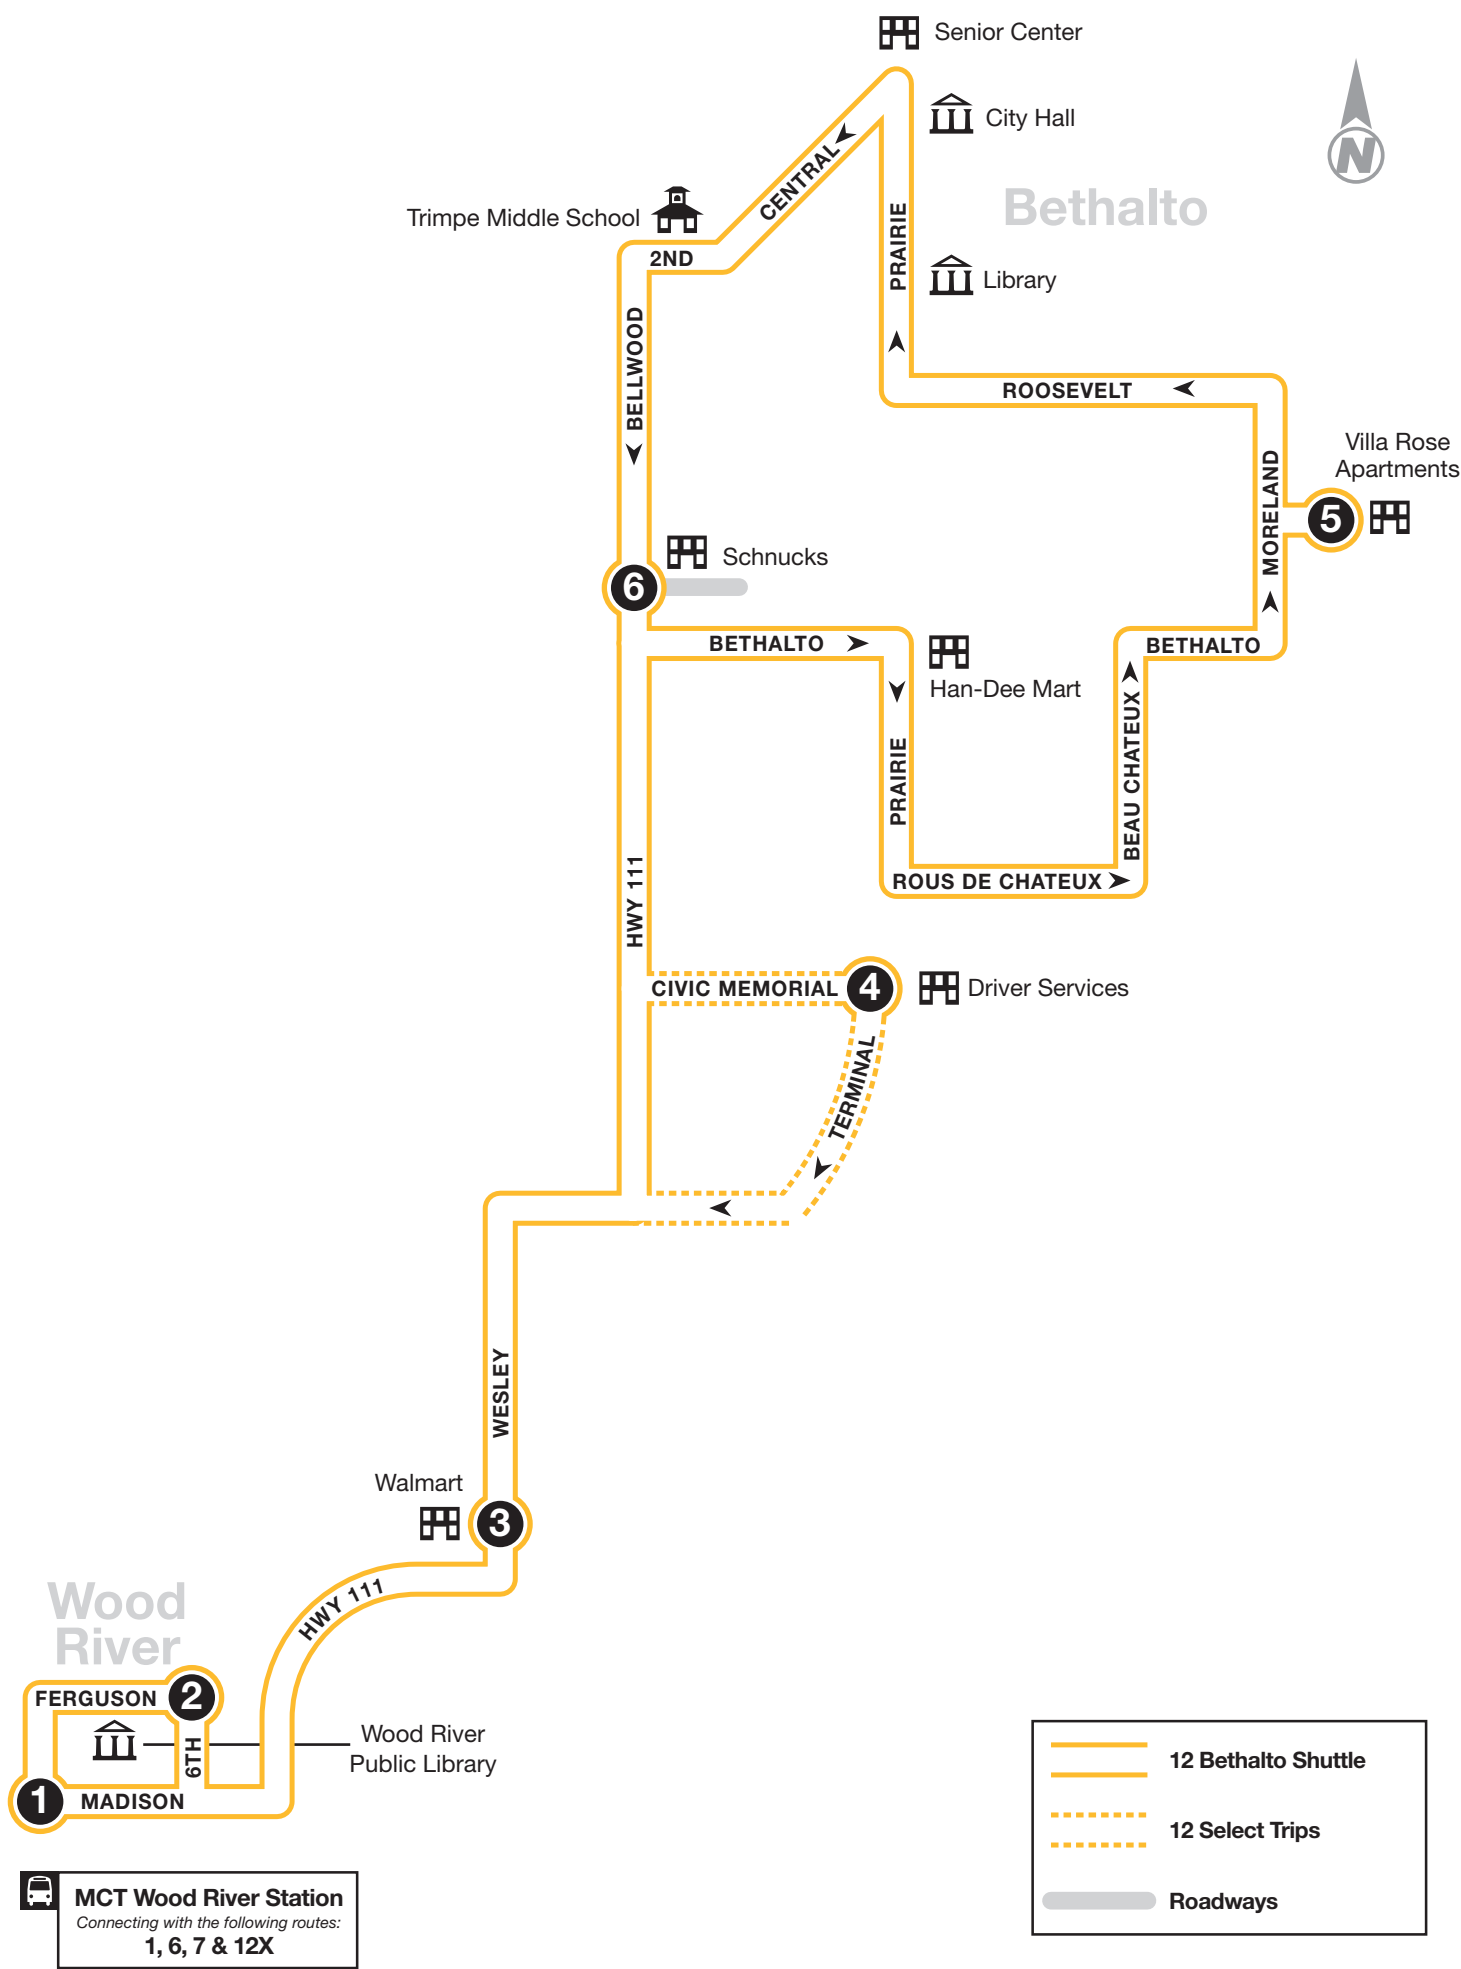 Senior Center
City Hall
N
CENTRAL
Bethalto
Trimpe Middle School
PRAIRIE
2ND
Library
BELLWOOD
ROOSEVELT
Villa Rose
Apartments
MORELAND
5
Schnucks
6
BETHALTO
BETHALTO
Han-Dee Mart
BEAU CHATEUX
PRAIRIE
ROUS DE CHATEUX
HWY 111
CIVIC MEMORIAL
4
Driver Services
TERMINAL
WESLEY
Walmart
3
HWY 111
Wood
River
FERGUSON
2
6TH
Wood River
Public Library
1
MADISON
12 Bethalto Shuttle
12 Select Trips
Roadways
MCT Wood River Station
Connecting with the following routes:
1, 6, 7 & 12X